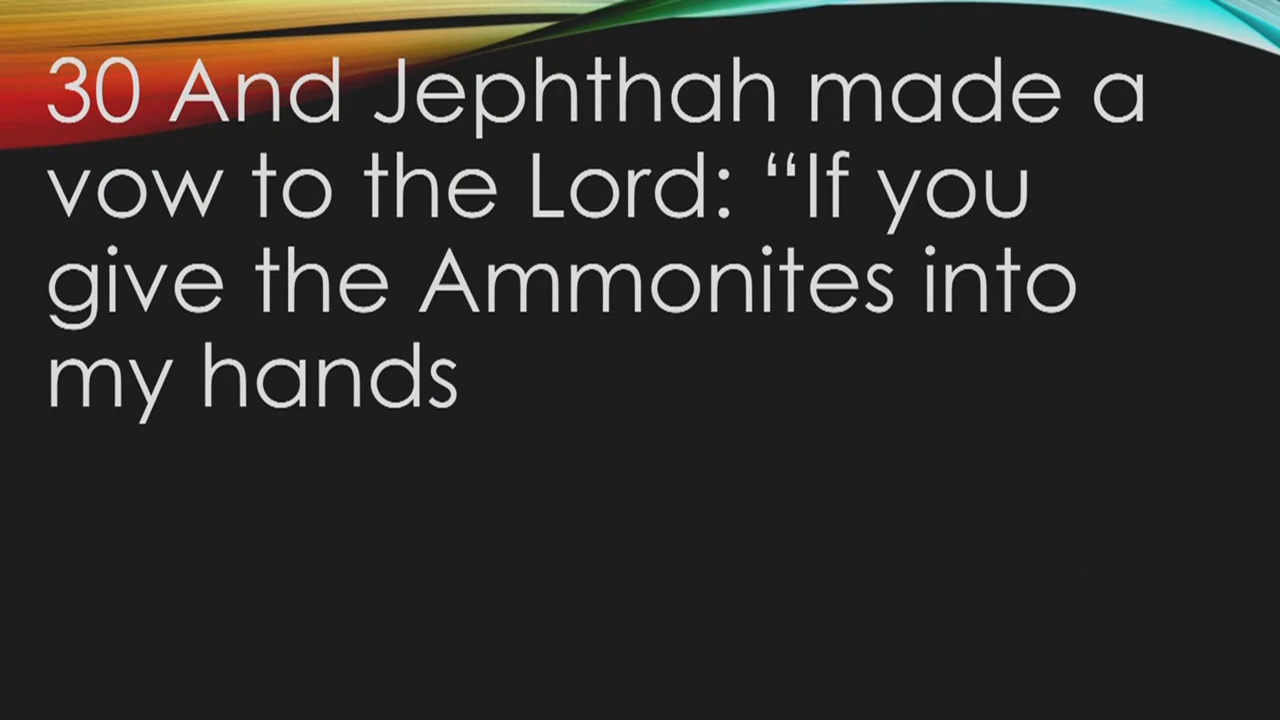 30 And Jephthah made a
vow to the Lord: “If you
give the Ammonites into
my hands